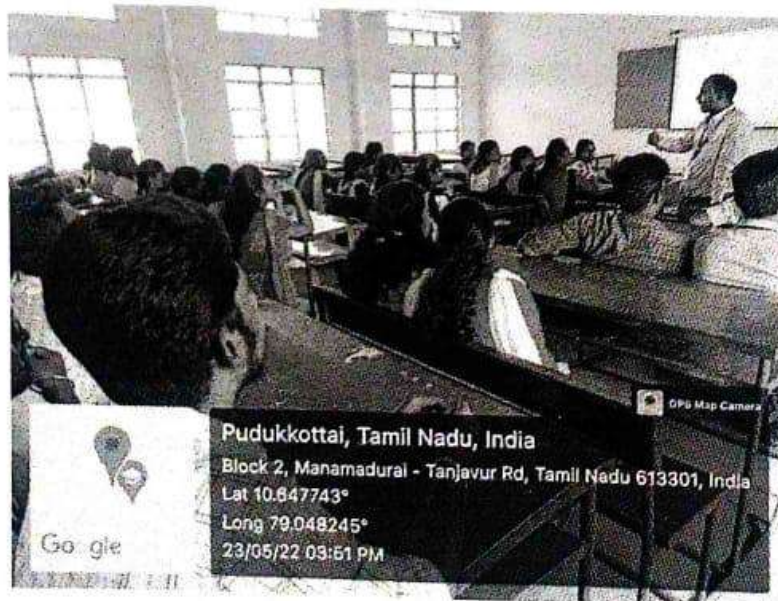 GPS Map Camera
Pudukkottai, Tamil Nadu, India
Block 2, Manamadurai - Tanjavur Rd, Tamil Nadu 613301, India
Lat 10.647743°
Long 79.048245°
23/05/22 03:51 PM
Google